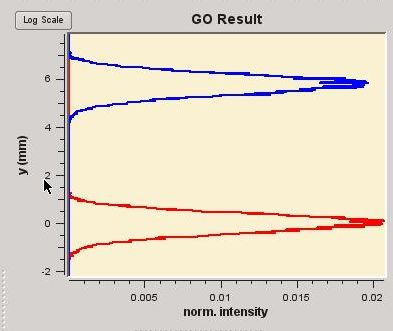 Log Scale
GO Result
6
4
2
0
-2
y (mm)
0.005 0.01 0.015 0.02
norm. intensity